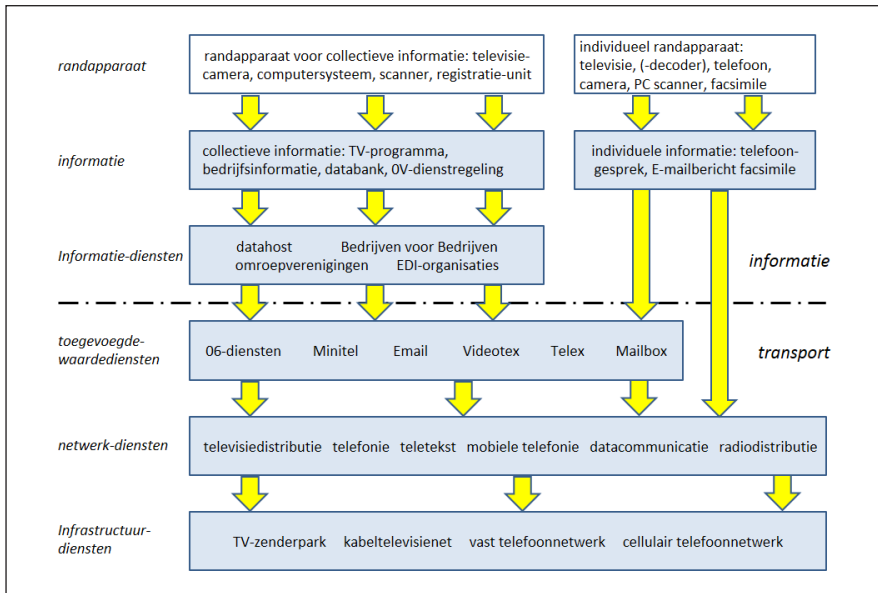 randapparaat
randapparaat voor collectieve informatie: televisie-
camera, computersysteem, scanner, registratie-unit
individueel randapparaat:
televisie, (-decoder), telefoon,
camera, PC scanner, facsimile
informatie
collectieve informatie: TV-programma,
bedrijfsinformatie, databank, 0V-dienstregeling
individuele informatie: telefoon-
gesprek, E-mailbericht facsimile
Informatie-diensten
datahost Bedrijven voor Bedrijven
omroepverenigingen EDI-organisaties
informatie
toegevoegde-
waardediensten
06-diensten Minitel Email Videotex Telex Mailbox
transport
netwerk-diensten
televisiedistributie telefonie teletekst mobiele telefonie datacommunicatie radiodistributie
Infrastructuur-
diensten
TV-zenderpark kabeltelevisienet vast telefoonnetwerk cellulair telefoonnetwerk